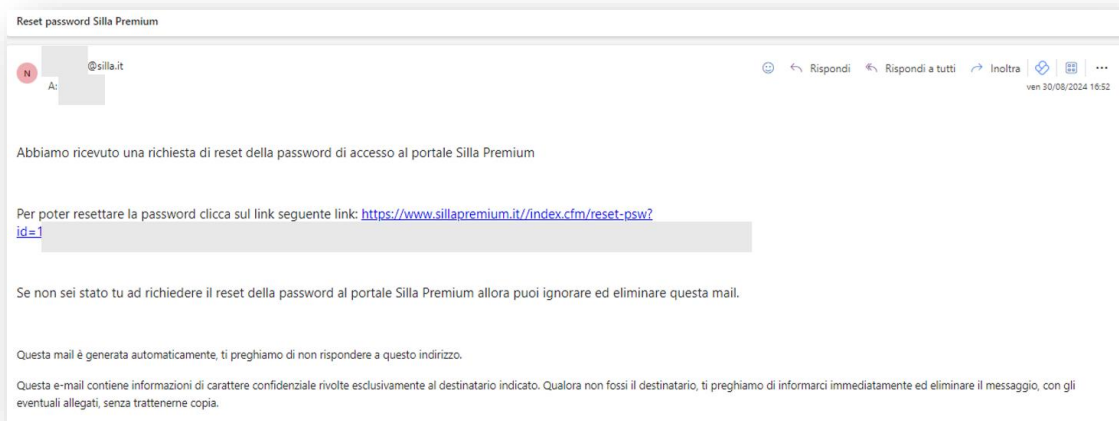 Reset password Silla Premium
N
@silla.it
Rispondi
Rispondi a tutti
Inoltra
A:
ven 30/08/2024 16:52
Abbiamo ricevuto una richiesta di reset della password di accesso al portale Silla Premium
Per poter resettare la password clicca sul link seguente link: https://www.sillapremium.it//index.cfm/reset-psw?
id=1
Se non sei stato tu ad richiedere il reset della password al portale Silla Premium allora puoi ignorare ed eliminare questa mail.
Questa mail è generata automaticamente, ti preghiamo di non rispondere a questo indirizzo.
Questa e-mail contiene informazioni di carattere confidenziale rivolte esclusivamente al destinatario indicato. Qualora non fossi il destinatario, ti preghiamo di informarci immediatamente ed eliminare il messaggio, con gli
eventuali allegati, senza trattenerne copia.